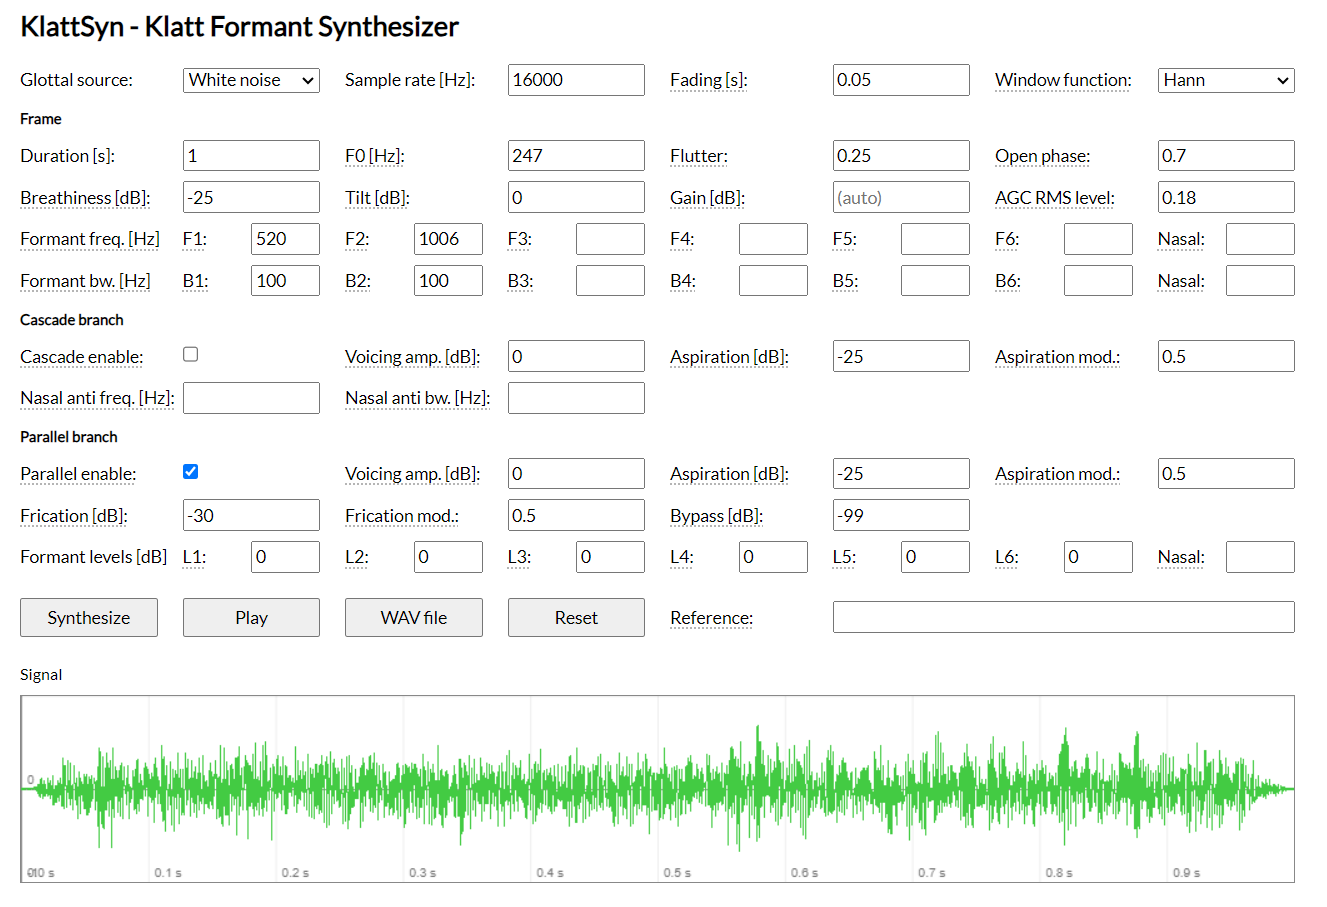 KlattSyn - Klatt Formant Synthesizer
Glottal source: White noise Sample rate [Hz]: 16000 Fading [s]: 0.05 Window function: Hann
Frame
Duration [s]: 1 F0 [Hz]: 247 Flutter: 0.25 Open phase: 0.7
Breathiness [dB]: -25 Tilt [dB]: 0 Gain [dB]: (auto) AGC RMS level: 0.18
Formant freq. [Hz] F1: 520 F2: 1006 F3: F4: F5: F6: Nasal:
Formant bw. [Hz] B1: 100 B2: 100 B3: B4: B5: B6: Nasal:
Cascade branch
Cascade enable: Voicing amp. [dB]: 0 Aspiration [dB]: -25 Aspiration mod.: 0.5
Nasal anti freq. [Hz]: Nasal anti bw. [Hz]:
Parallel branch
Parallel enable: Voicing amp. [dB]: 0 Aspiration [dB]: -25 Aspiration mod.: 0.5
Frication [dB]: -30 Frication mod.: 0.5 Bypass [dB]: -99
Formant levels [dB] L1: 0 L2: 0 L3: 0 L4: 0 L5: 0 L6: 0 Nasal:
Synthesize Play WAV file Reset Reference:
Signal
0
0.1 s 0.2 s 0.3 s 0.4 s 0.5 s 0.6 s 0.7 s 0.8 s 0.9 s